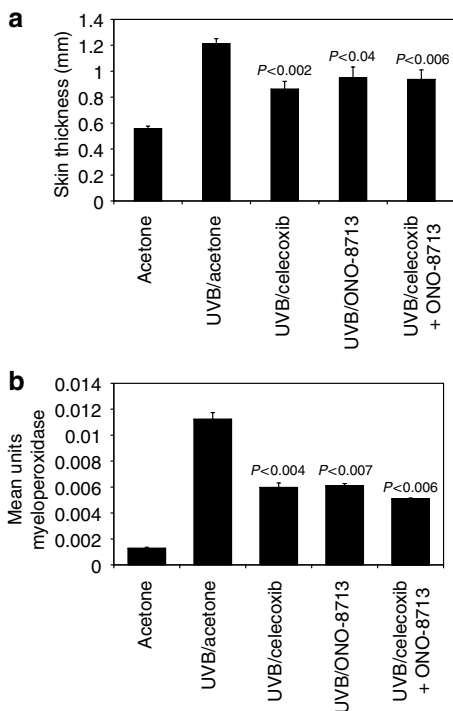 a
Skin thickness (mm)
1.4
1.2
1
0.8
0.6
0.4
0.2
0
P<0.002
P<0.04
P<0.006
Acetone
UVB/acetone
UVB/celecoxib
UVB/ONO-8713
UVB/celecoxib
+ ONO-8713
b
Mean units
myeloperoxidase
0.014
0.012
0.01
0.008
0.006
0.004
0.002
0
P<0.004
P<0.007
P<0.006
Acetone
UVB/acetone
UVB/celecoxib
UVB/ONO-8713
UVB/celecoxib
+ ONO-8713